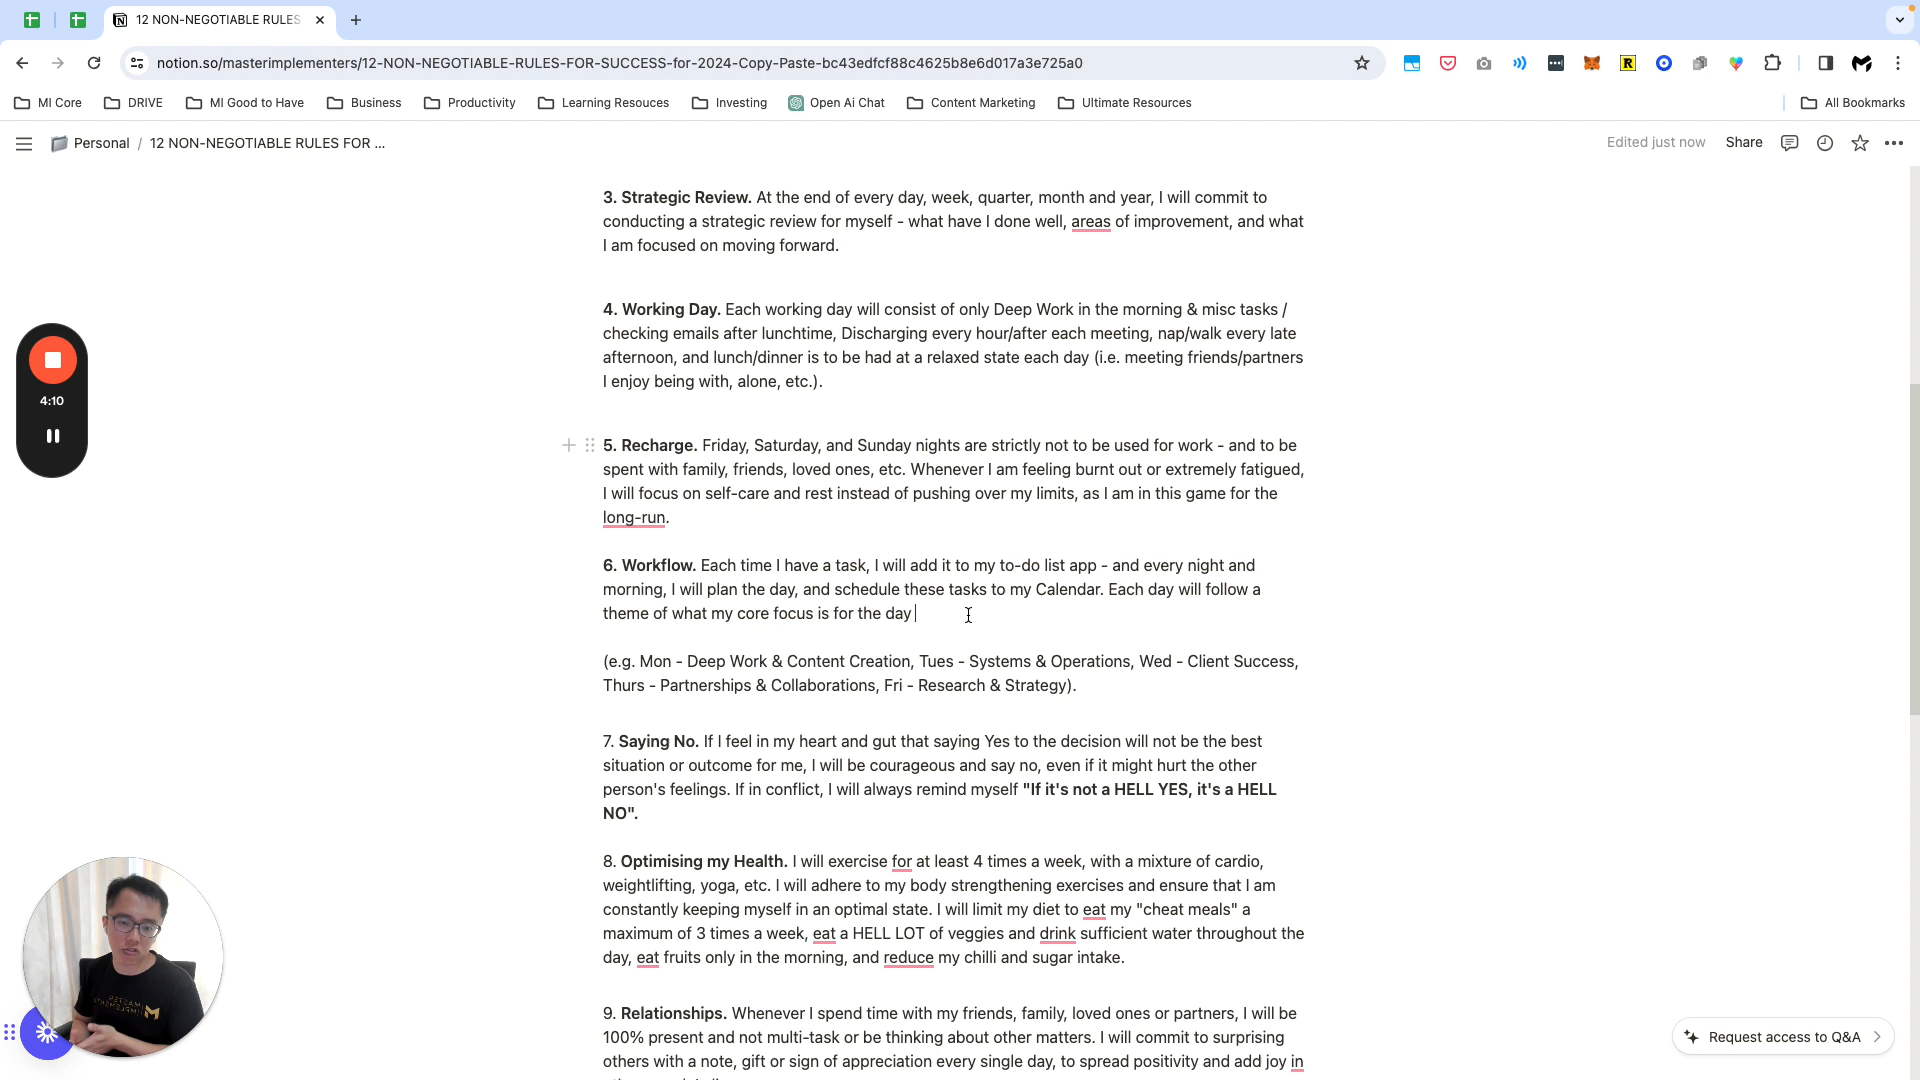 12 NON-NEGOTIABLE RULES
notion.so/masterimplementers/12-NON-NEGOTIABLE-RULES-FOR-SUCCESS-for-2024-Copy-Paste-bc43edfcf88c4625b8e6d017a3e725a0
MI Core DRIVE MI Good to Have Business Productivity Learning Resouces Investing Open Ai Chat Content Marketing Ultimate Resources All Bookmarks
Personal / 12 NON-NEGOTIABLE RULES FOR ... Edited just now Share
3. Strategic Review. At the end of every day, week, quarter, month and year, I will commit to
conducting a strategic review for myself - what have I done well, areas of improvement, and what
I am focused on moving forward.
4. Working Day. Each working day will consist of only Deep Work in the morning & misc tasks /
checking emails after lunchtime, Discharging every hour/after each meeting, nap/walk every late
afternoon, and lunch/dinner is to be had at a relaxed state each day (i.e. meeting friends/partners
I enjoy being with, alone, etc.).
4:10
5. Recharge. Friday, Saturday, and Sunday nights are strictly not to be used for work - and to be
spent with family, friends, loved ones, etc. Whenever I am feeling burnt out or extremely fatigued,
I will focus on self-care and rest instead of pushing over my limits, as I am in this game for the
long-run.
6. Workflow. Each time I have a task, I will add it to my to-do list app - and every night and
morning, I will plan the day, and schedule these tasks to my Calendar. Each day will follow a
theme of what my core focus is for the day
(e.g. Mon - Deep Work & Content Creation, Tues - Systems & Operations, Wed - Client Success,
Thurs - Partnerships & Collaborations, Fri - Research & Strategy).
7. Saying No. If I feel in my heart and gut that saying Yes to the decision will not be the best
situation or outcome for me, I will be courageous and say no, even if it might hurt the other
person's feelings. If in conflict, I will always remind myself "If it's not a HELL YES, it's a HELL
NO".
8. Optimising my Health. I will exercise for at least 4 times a week, with a mixture of cardio,
weightlifting, yoga, etc. I will adhere to my body strengthening exercises and ensure that I am
constantly keeping myself in an optimal state. I will limit my diet to eat my "cheat meals" a
maximum of 3 times a week, eat a HELL LOT of veggies and drink sufficient water throughout the
day, eat fruits only in the morning, and reduce my chilli and sugar intake.
9. Relationships. Whenever I spend time with my friends, family, loved ones or partners, I will be
100% present and not multi-task or be thinking about other matters. I will commit to surprising
others with a note, gift or sign of appreciation every single day, to spread positivity and add joy in
Request access to Q&A